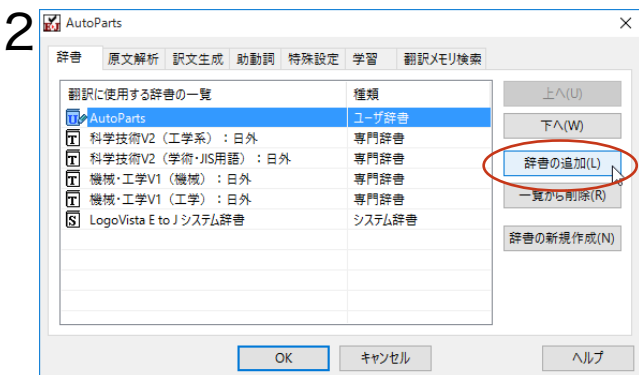 2
AutoParts
辞書 原文解析 訳文生成 助動詞 特殊設定 学習 翻訳メモリ検索
翻訳に使用する辞書の一覧 種類
U AutoParts ユーザ辞書
T 科学技術V2（工学系）：日外 専門辞書
T 科学技術V2（学術・JIS用語）：日外 専門辞書
T 機械・工学V1（機械）：日外 専門辞書
T 機械・工学V1（工学）：日外 専門辞書
S LogoVista E to J システム辞書 システム辞書
上へ(U)
下へ(W)
辞書の追加(L)
一覧から削除(R)
辞書の新規作成(N)
OK キャンセル ヘルプ